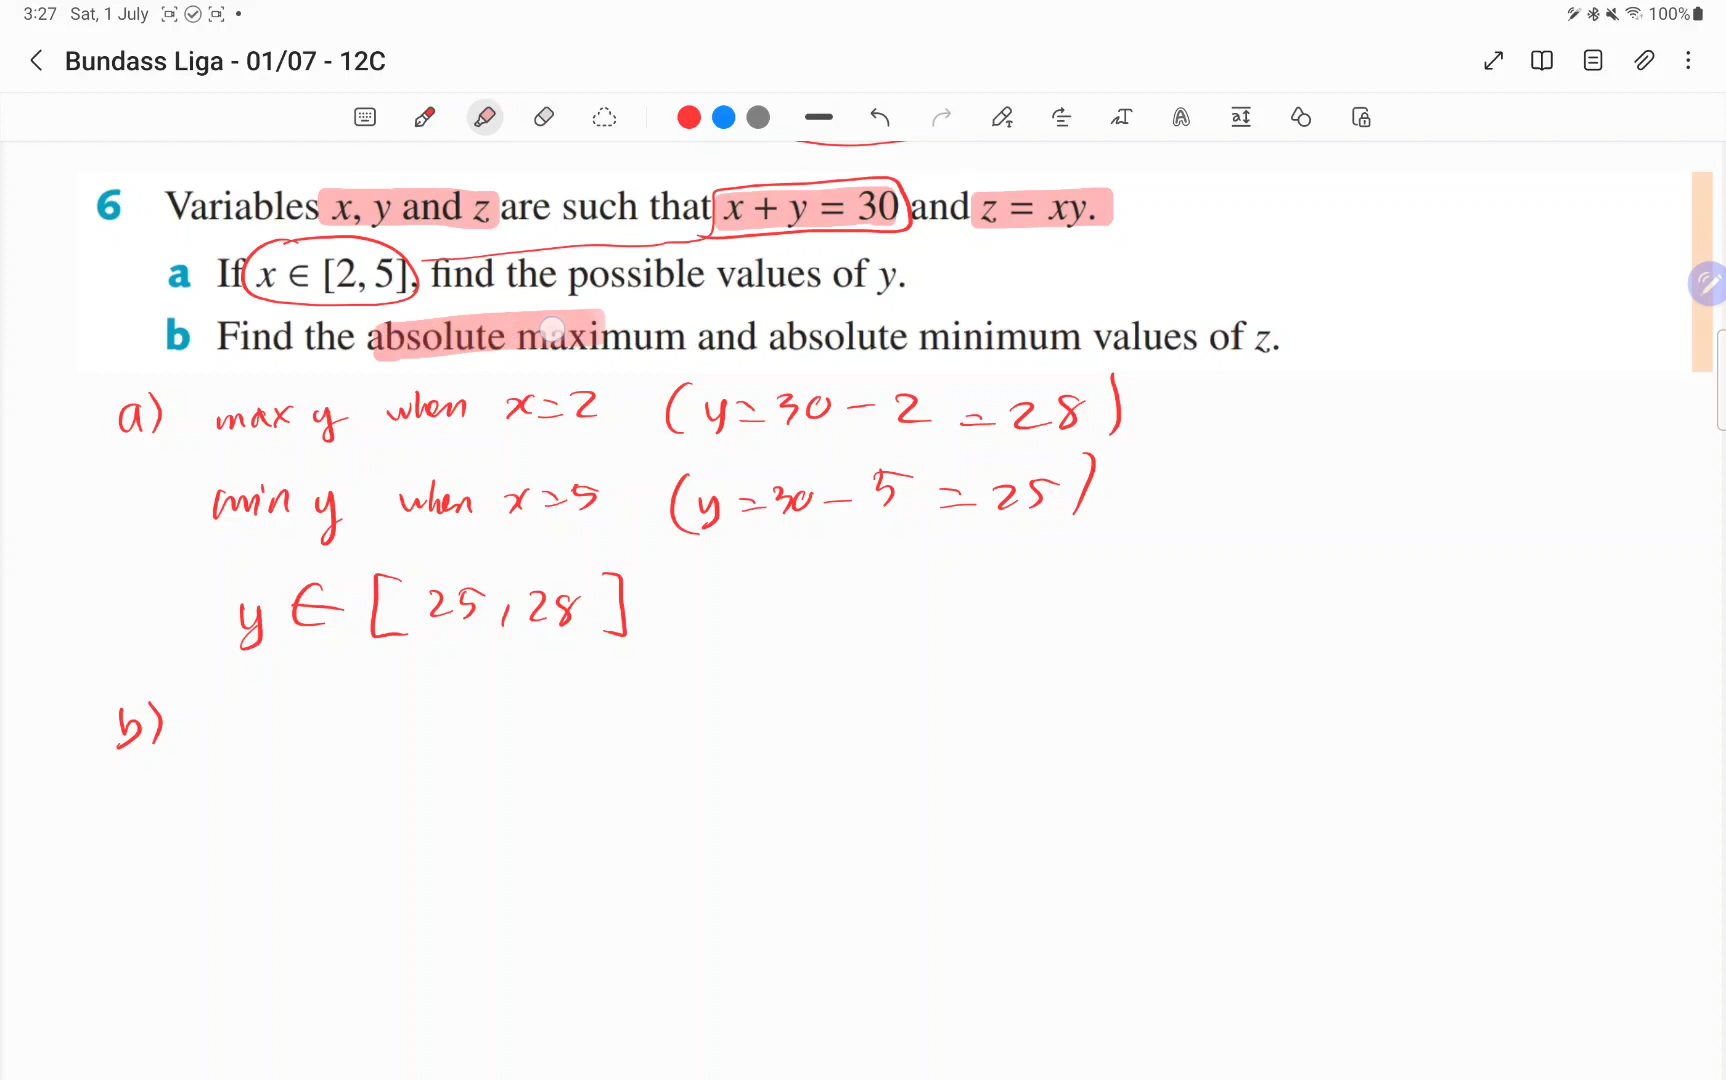 3:27 Sat, 1 July 100%
Bundass Liga - 01/07 - 12C
6 Variables x, y and z are such that x + y = 30 and z = xy.
a If x ∈ [2, 5], find the possible values of y.
b Find the absolute maximum and absolute minimum values of z.
a) max y when x=2 (y=30-2=28)
min y when x=5 (y=30-5=25)
y ∈ [25,28]
b)